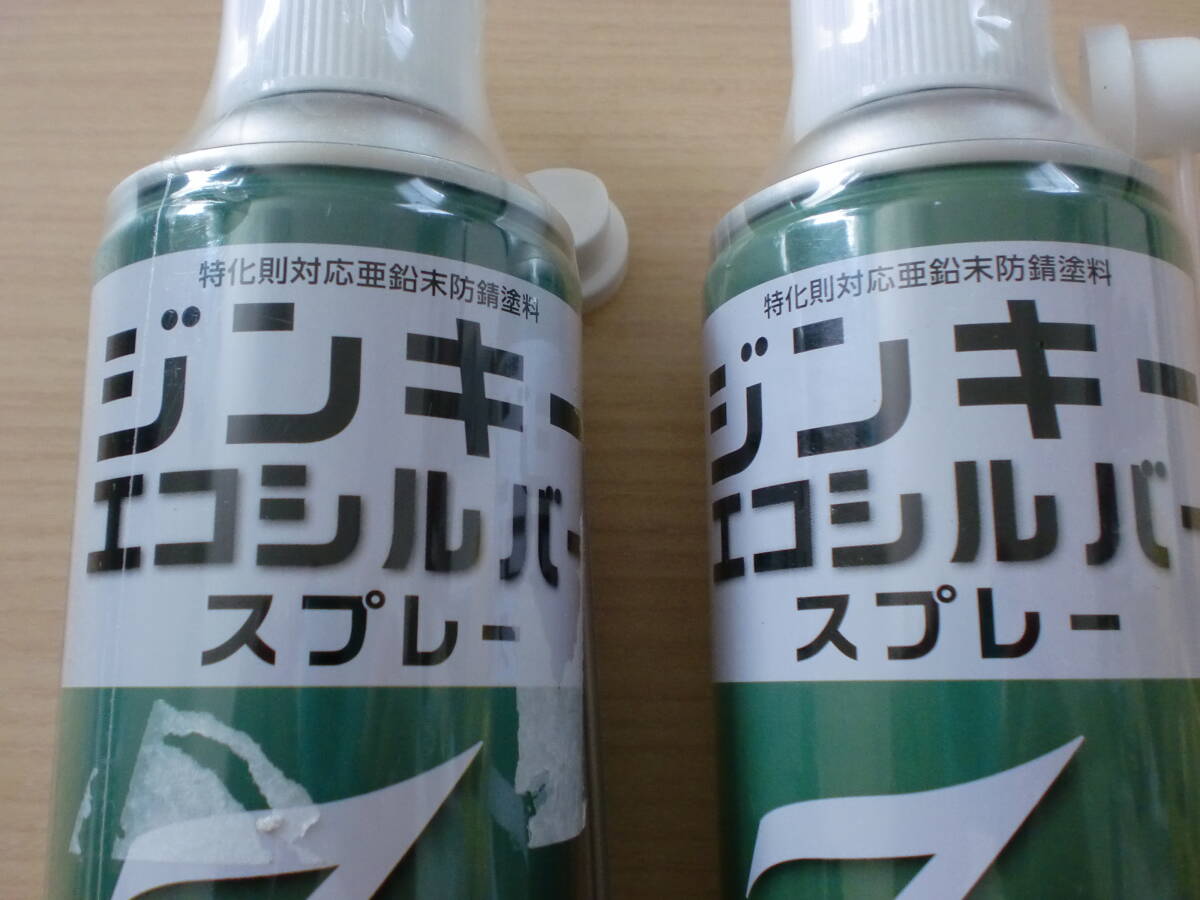 特化則対応亜鉛末防錆塗料
ジンキー
エコシルバー
スプレー
特化則対応亜鉛末防錆塗料
ジンキー
エコシルバー
スプレー